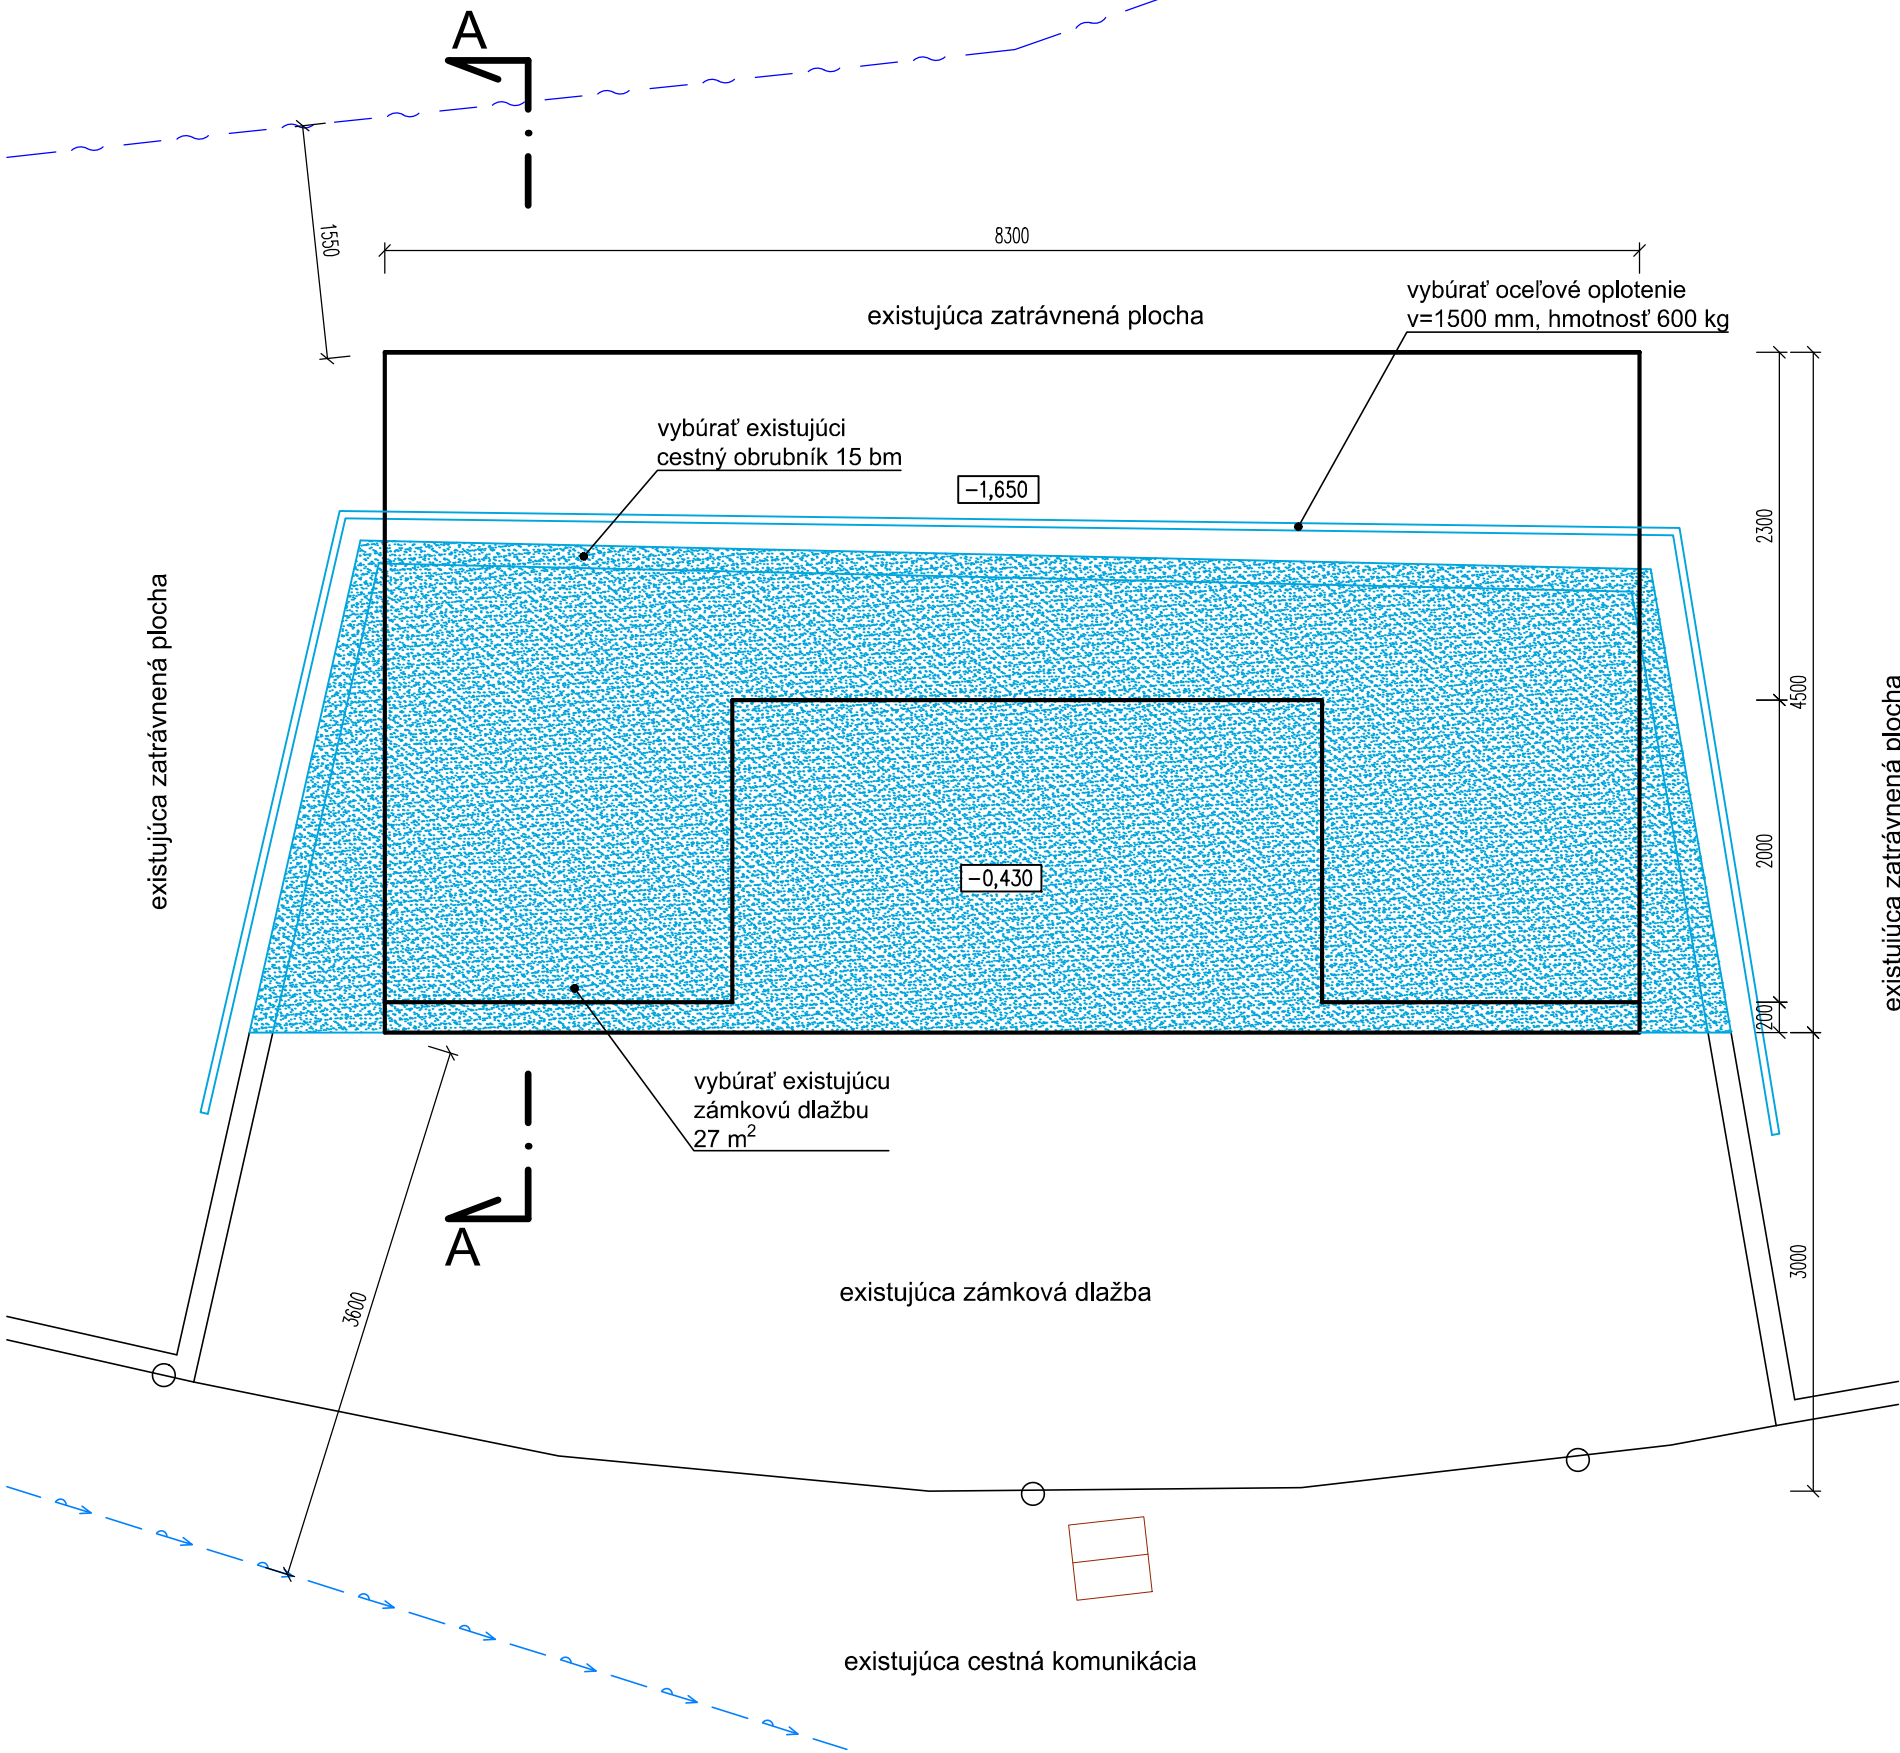 A
1550
8300
existujúca zatrávnená plocha
vybúrať oceľové oplotenie
v=1500 mm, hmotnosť 600 kg
vybúrať existujúci
cestný obrubník 15 bm
−1,650
2300
existujúca zatrávnená plocha
4500
existujúca zatrávnená plocha
2000
−0,430
200
vybúrať existujúcu
zámkovú dlažbu
27 m²
A
3600
3000
existujúca zámková dlažba
existujúca cestná komunikácia